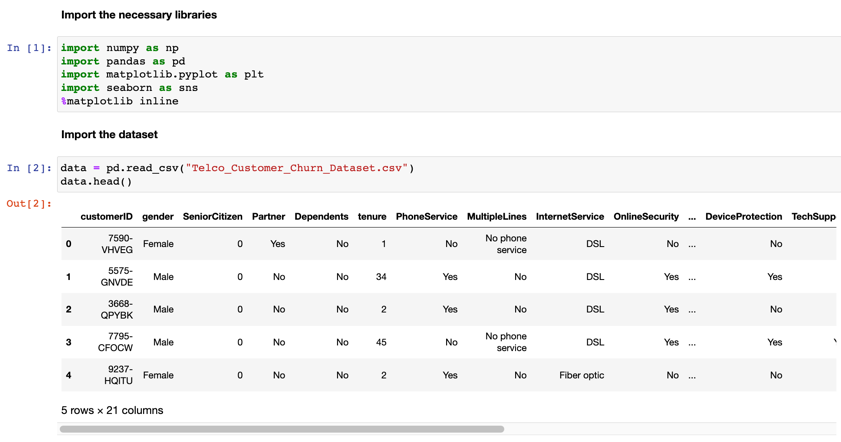 Import the necessary libraries
In [1]: import numpy as np
import pandas as pd
import matplotlib.pyplot as plt
import seaborn as sns
%matplotlib inline
Import the dataset
In [2]: data = pd.read_csv("Telco_Customer_Churn_Dataset.csv")
data.head()
Out[2]:
customerID gender SeniorCitizen Partner Dependents tenure PhoneService MultipleLines InternetService OnlineSecurity ... DeviceProtection TechSupp
0 7590-VHVEG Female 0 Yes No 1 No No phone service DSL No ... No
1 5575-GNVDE Male 0 No No 34 Yes No DSL Yes ... Yes
2 3668-QPYBK Male 0 No No 2 Yes No DSL Yes ... No
3 7795-CFOCW Male 0 No No 45 No No phone service DSL Yes ... Yes
4 9237-HQITU Female 0 No No 2 Yes No Fiber optic No ... No
5 rows × 21 columns